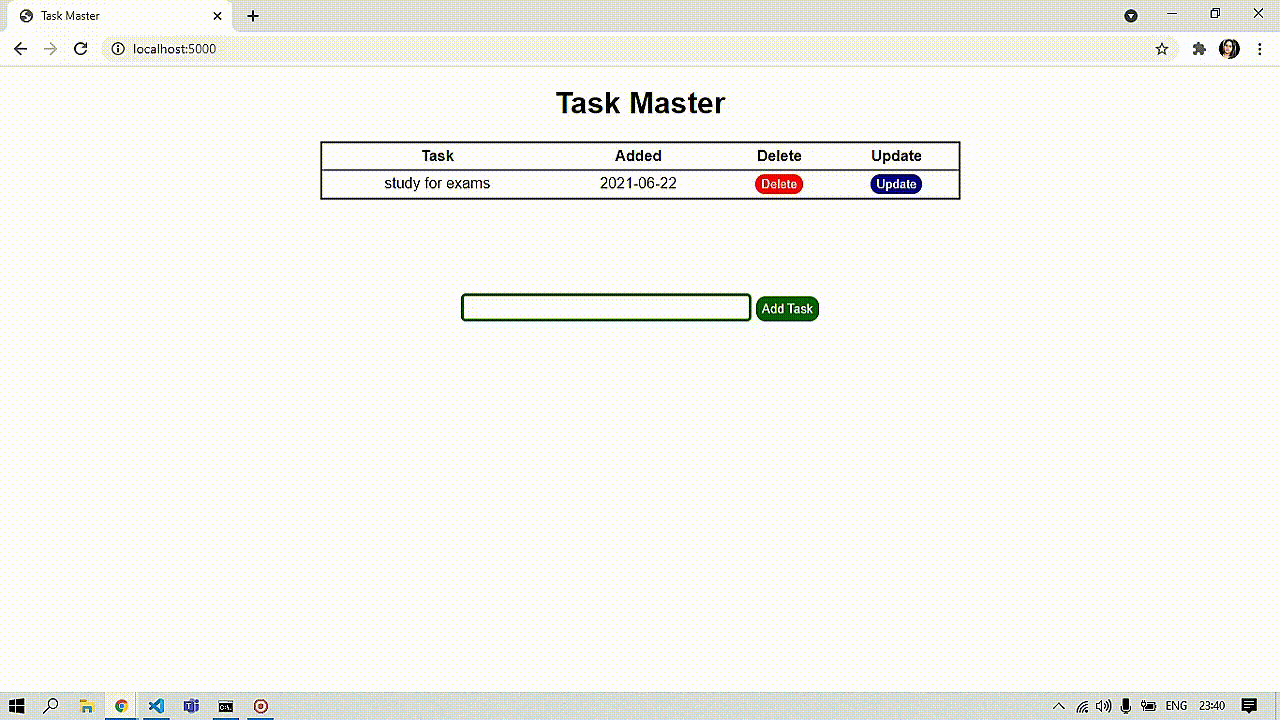 Task Master
localhost:5000
Task Master
Task Added Delete Update
study for exams 2021-06-22 Delete Update
Add Task
ENG 23:40